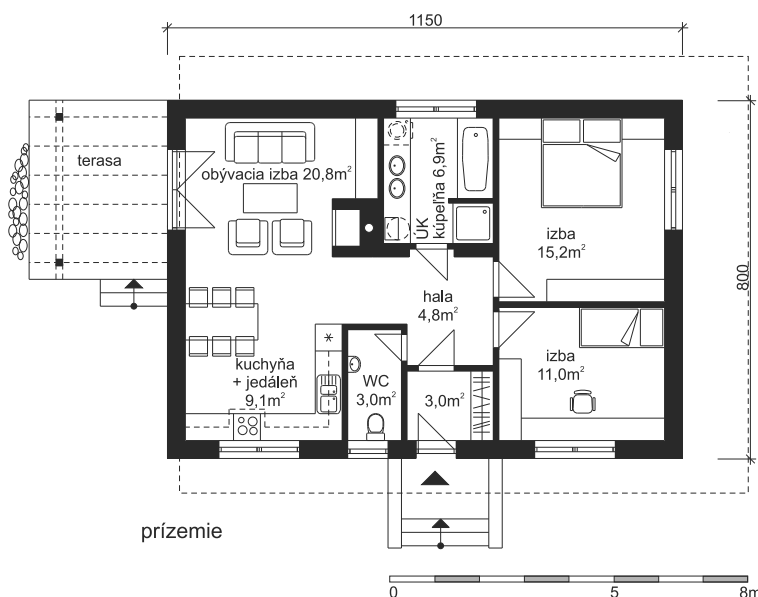 1150
terasa
obývacia izba 20,8m²
ÚK
kúpeľňa 6,9m²
izba
15,2m²
800
hala
4,8m²
izba
11,0m²
kuchyňa
+ jedáleň
9,1m²
WC
3,0m²
3,0m²
prízemie
0 5 8m